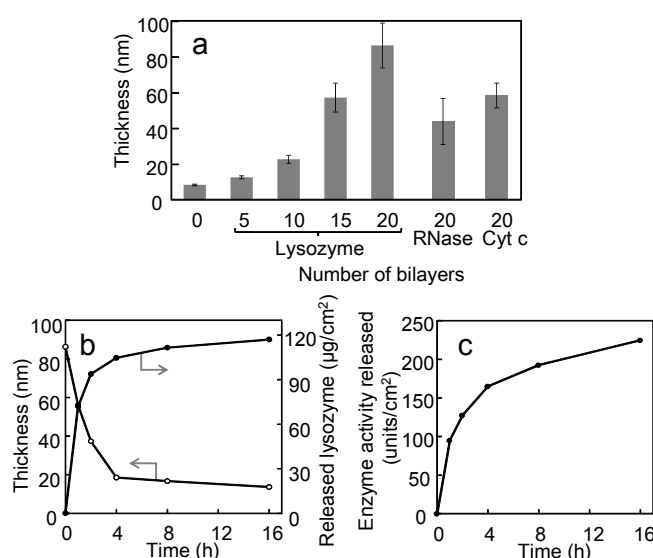 a
Thickness (nm)
100
80
60
40
20
0
0 5 10 15 20 20 20
RNase Cyt c
Lysozyme
Number of bilayers
b
Thickness (nm)
100
80
60
40
20
0
Released lysozyme (µg/cm²)
120
90
60
30
0
0 4 8 12 16
Time (h)
c
Enzyme activity released
(units/cm²)
250
200
150
100
50
0
0 4 8 12 16
Time (h)